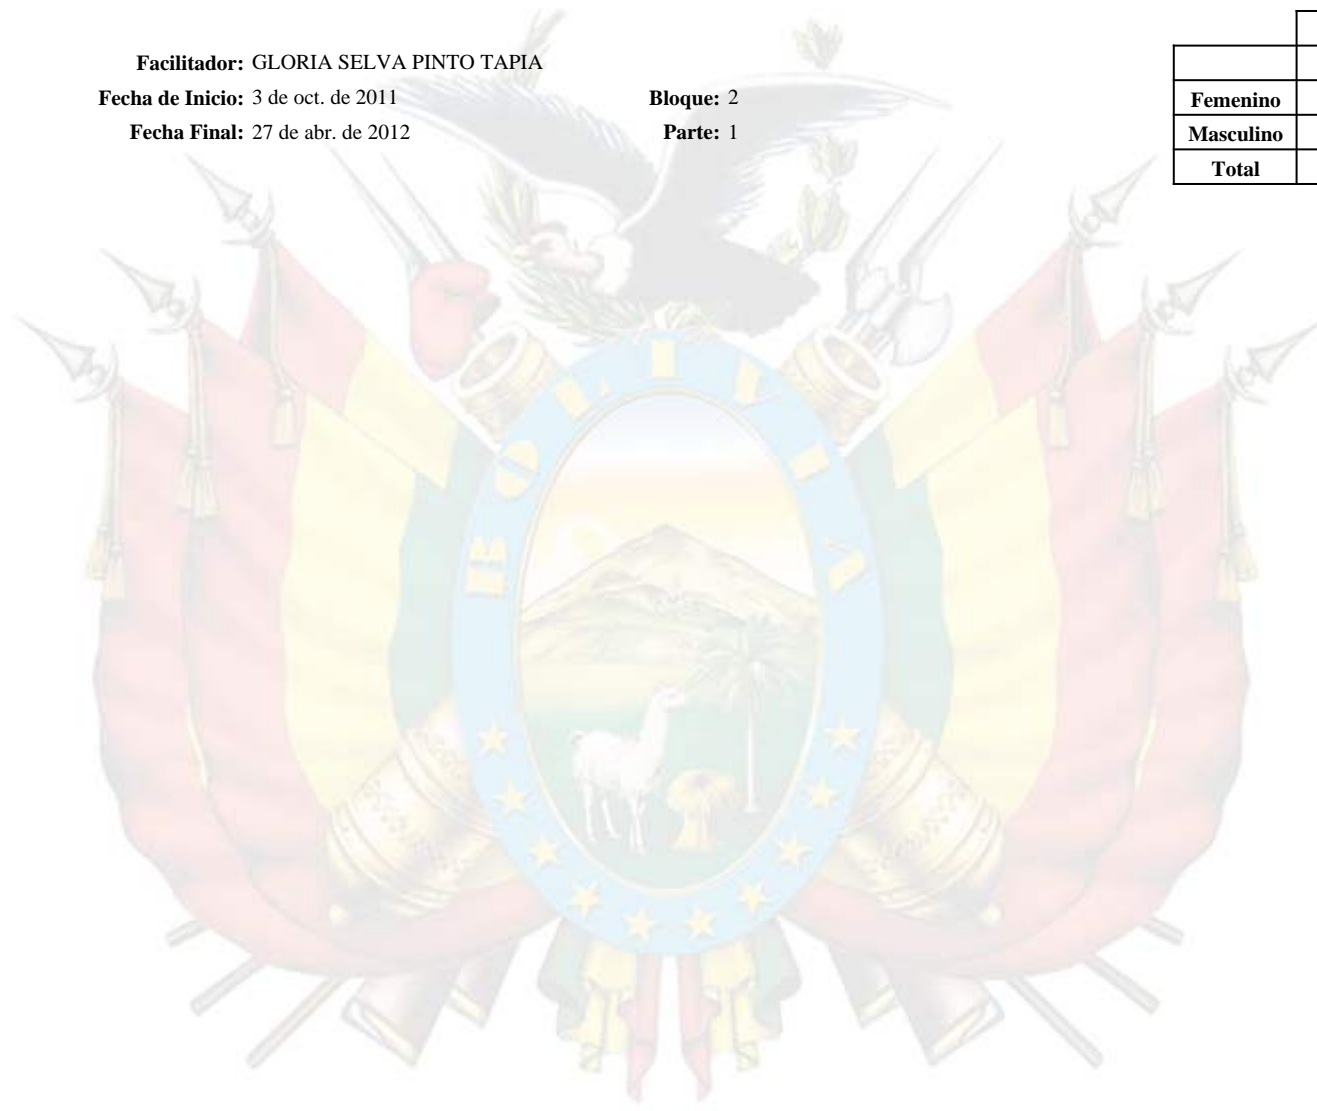 Facilitador: GLORIA SELVA PINTO TAPIA
Fecha de Inicio: 3 de oct. de 2011 Bloque: 2
Femenino
Fecha Final: 27 de abr. de 2012 Parte: 1
Masculino
Total
BOLIVIA